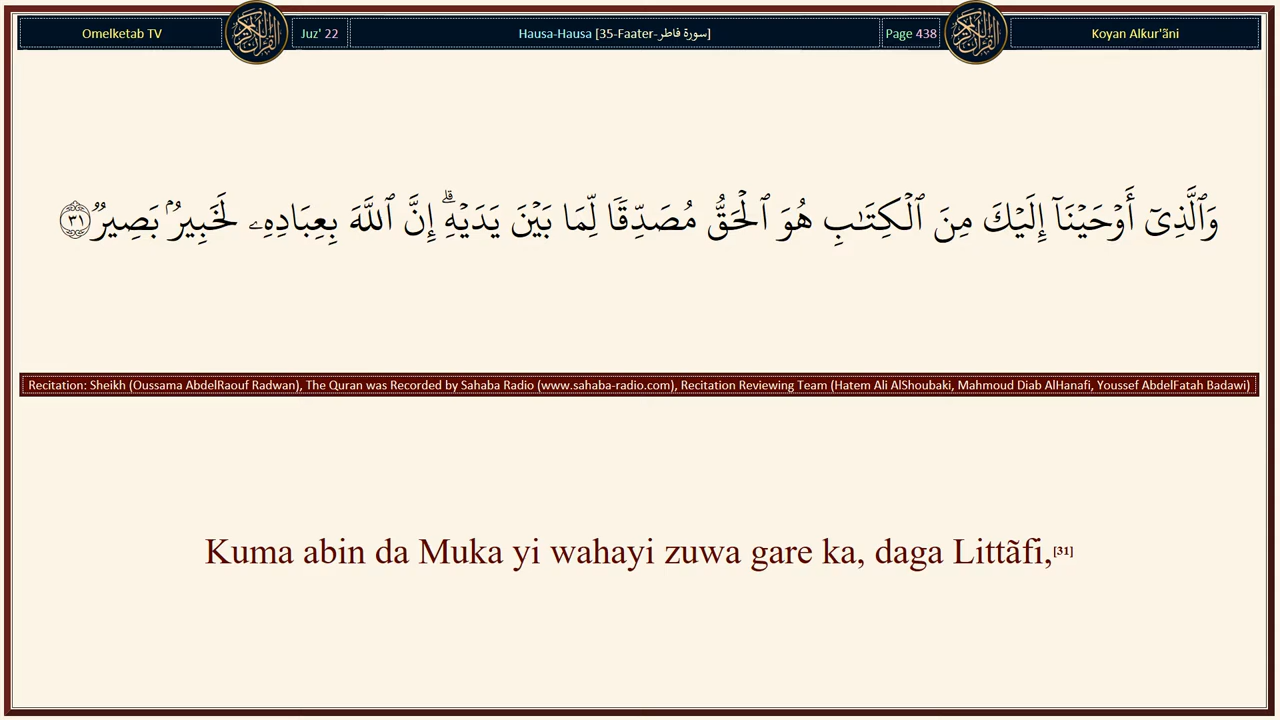 Omelketab TV
Juz' 22
Hausa-Hausa [35-Faater-سورة فاطر]
Page 438
Koyan Alƙur'ãni
وَٱلَّذِىٓ أَوْحَيْنَآ إِلَيْكَ مِنَ ٱلْكِتَـٰبِ هُوَ ٱلْحَقُّ مُصَدِّقًا لِّمَا بَيْنَ يَدَيْهِ ۗ إِنَّ ٱللَّهَ بِعِبَادِهِۦ لَخَبِيرٌۢ بَصِيرٌ ٣١
Recitation: Sheikh (Oussama AbdelRaouf Radwan), The Quran was Recorded by Sahaba Radio (www.sahaba-radio.com), Recitation Reviewing Team (Hatem Ali AlShoubaki, Mahmoud Diab AlHanafi, Youssef AbdelFatah Badawi)
Kuma abin da Muka yi wahayi zuwa gare ka, daga Littãfi,[31]